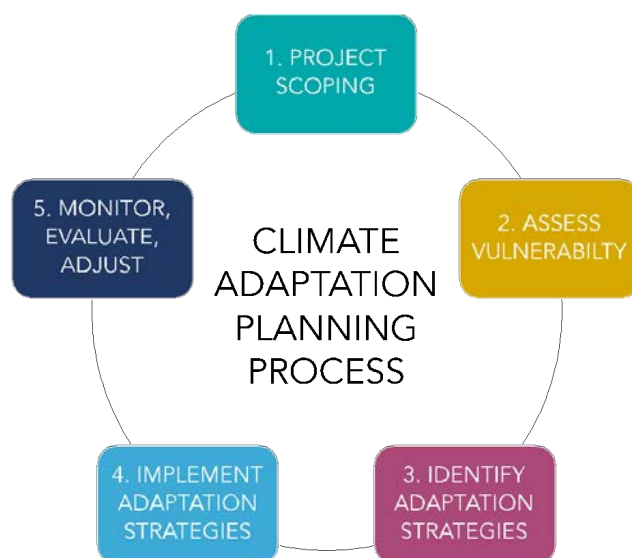 1. PROJECT
SCOPING
2. ASSESS
VULNERABILTY
3. IDENTIFY
ADAPTATION
STRATEGIES
4. IMPLEMENT
ADAPTATION
STRATEGIES
5. MONITOR,
EVALUATE,
ADJUST
CLIMATE
ADAPTATION
PLANNING
PROCESS